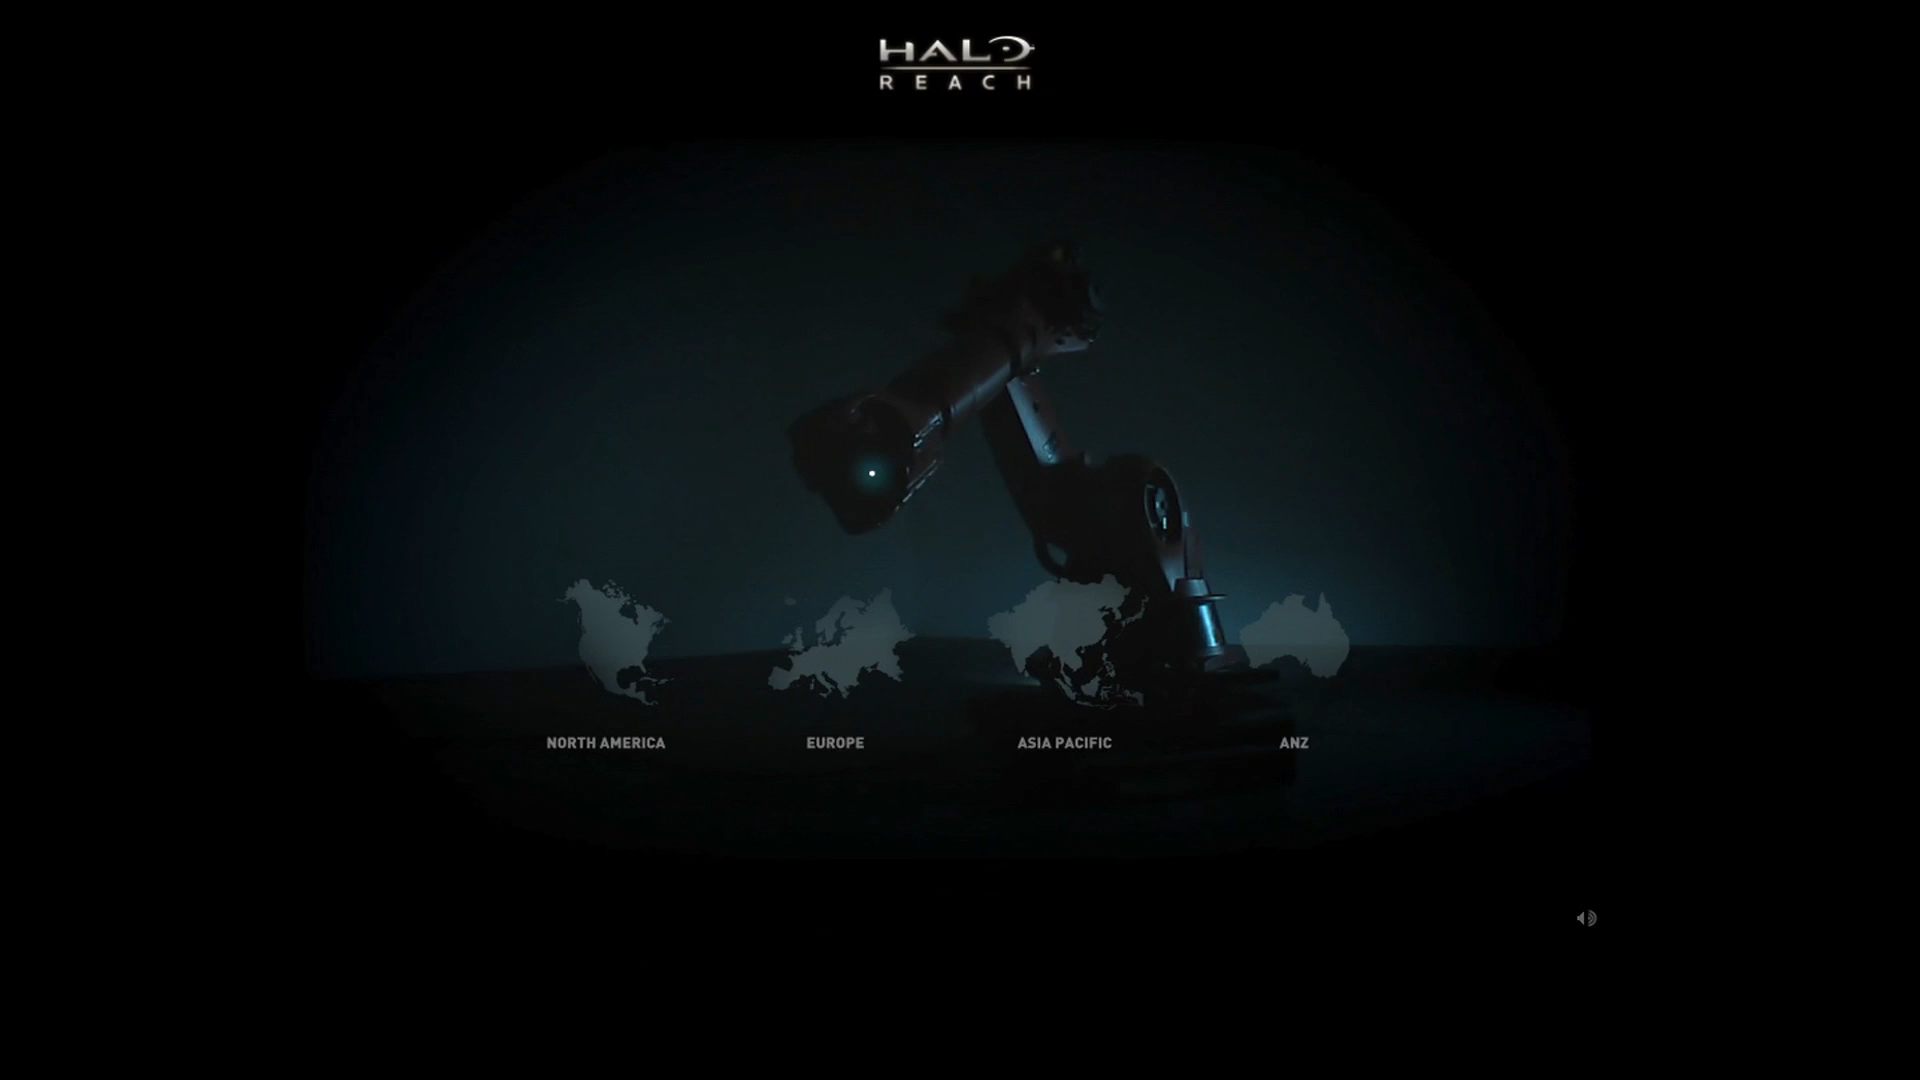 HALO
REACH
NORTH AMERICA
EUROPE
ASIA PACIFIC
ANZ